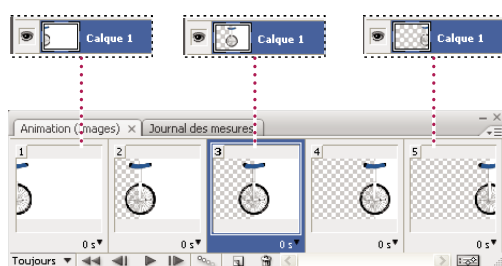 Calque 1
Calque 1
Calque 1
Animation (Images) × Journal des mesures
1 2 3 4 5
0 s 0 s 0 s 0 s 0 s
Toujours